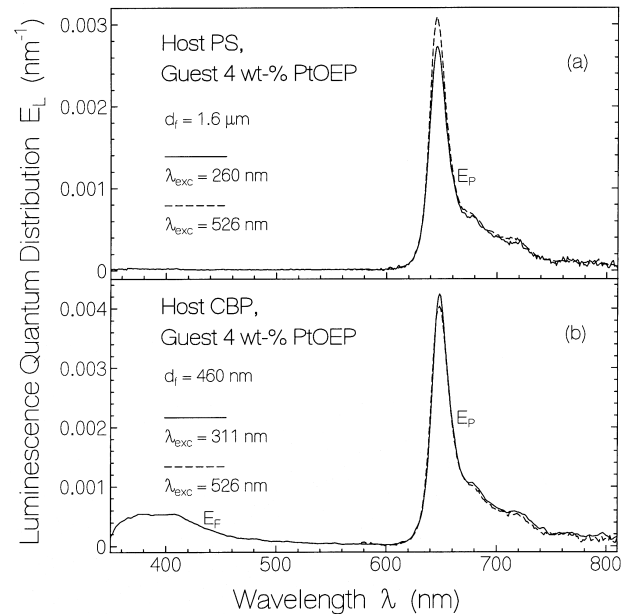 Luminescence Quantum Distribution E_L (nm⁻¹)
0.003
0.002
0.001
0
Host PS,
Guest 4 wt-% PtOEP
d_f = 1.6 μm
λ_exc = 260 nm
λ_exc = 526 nm
(a)
E_P
0.004
0.003
0.002
0.001
0
Host CBP,
Guest 4 wt-% PtOEP
d_f = 460 nm
λ_exc = 311 nm
λ_exc = 526 nm
(b)
E_P
E_F
400 500 600 700 800
Wavelength λ (nm)